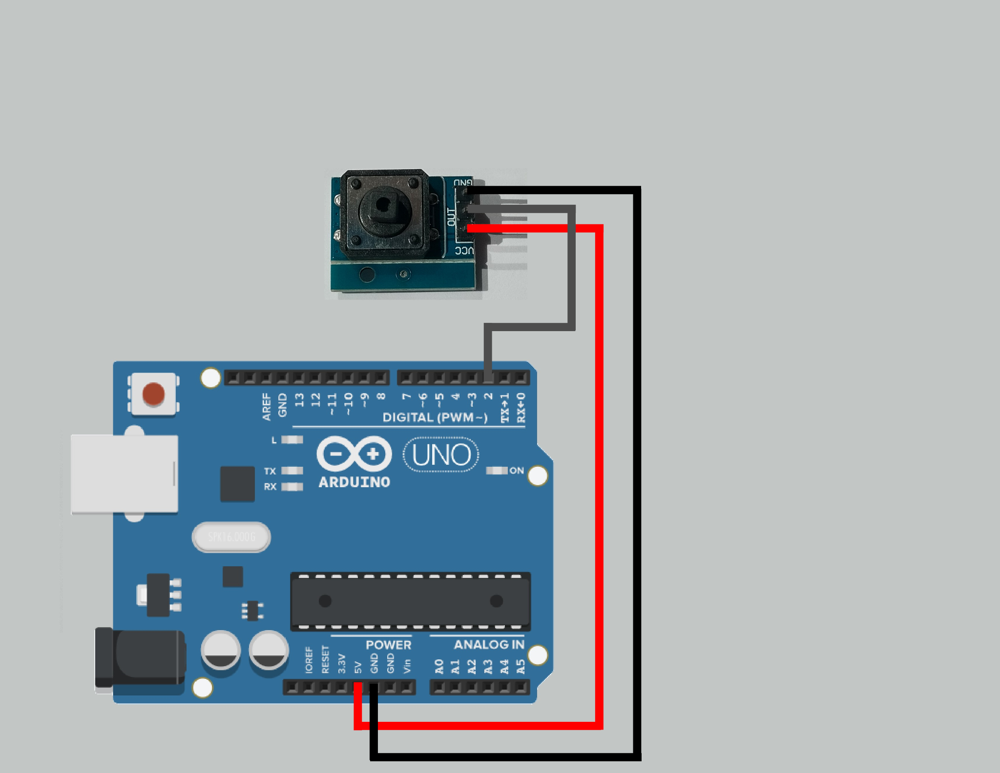 GND
OUT
VCC
AREF
GND
13
12
~11
~10
~9
8
7
~6
~5
4
~3
2
TX→1
RX←0
DIGITAL (PWM~)
L
TX
RX
ARDUINO
UNO
ON
SPK16.000G
POWER
ANALOG IN
IOREF
RESET
3.3V
5V
GND
GND
Vin
A0
A1
A2
A3
A4
A5